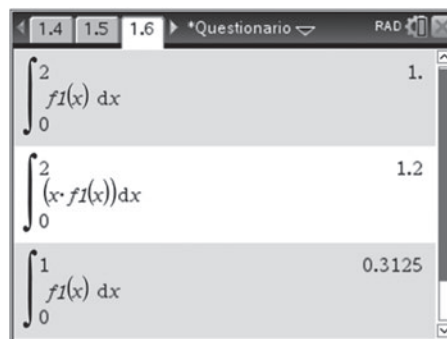 1.4 1.5 1.6 *Questionario RAD
∫₀² f1(x) dx 1.
∫₀² (x·f1(x))dx 1.2
∫₀¹ f1(x) dx 0.3125